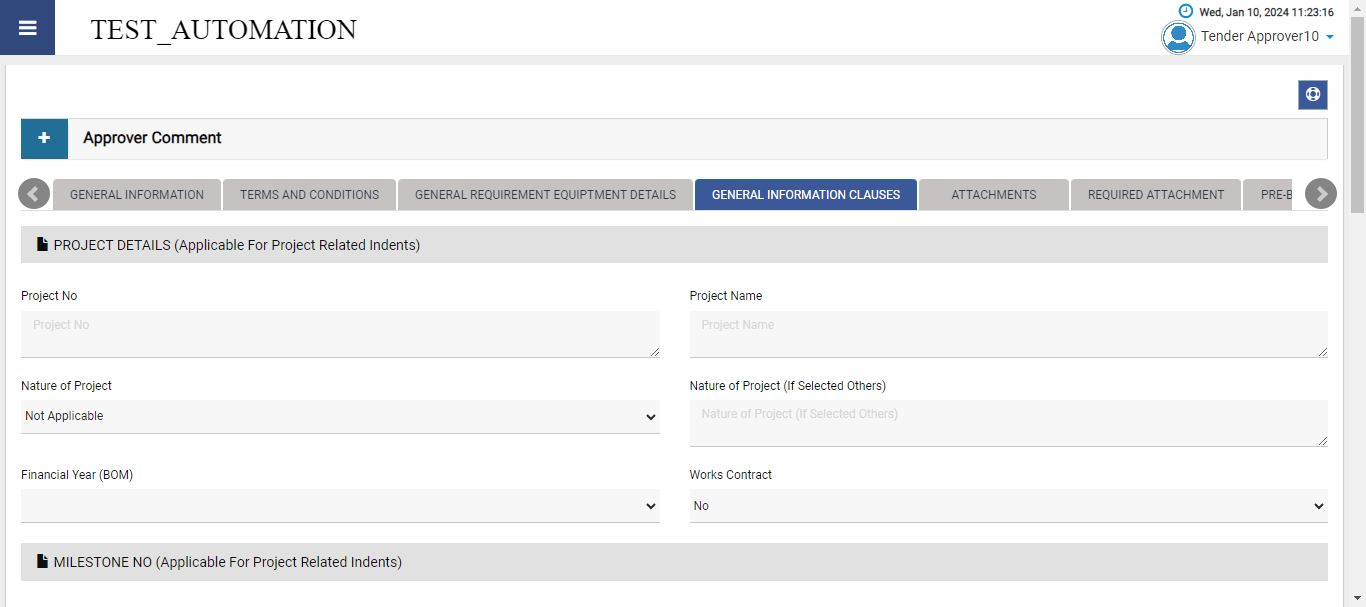 Wed, Jan 10, 2024 11:23:16
TEST_AUTOMATION
Tender Approver10
Approver Comment
GENERAL INFORMATION TERMS AND CONDITIONS GENERAL REQUIREMENT EQUIPTMENT DETAILS GENERAL INFORMATION CLAUSES ATTACHMENTS REQUIRED ATTACHMENT PRE-B
PROJECT DETAILS (Applicable For Project Related Indents)
Project No Project Name
Project No Project Name
Nature of Project Nature of Project (If Selected Others)
Not Applicable Nature of Project (If Selected Others)
Financial Year (BOM) Works Contract
No
MILESTONE NO (Applicable For Project Related Indents)